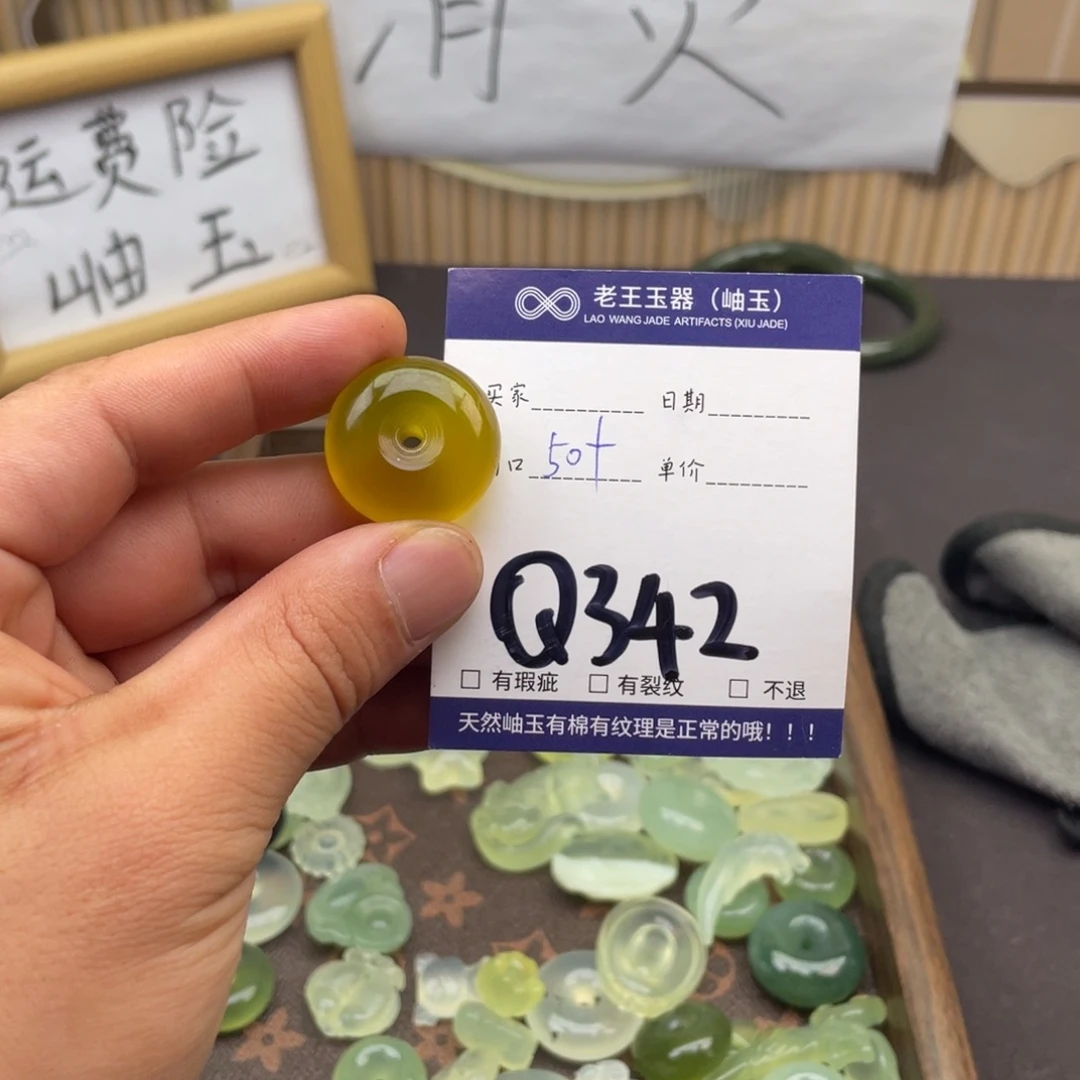 消火
运费险
岫玉
老王玉器（岫玉）
LAO WANG JADE ARTIFACTS (XIU JADE)
买家 日期
口 50+ 单价
Q342
□ 有瑕疵 □ 有裂纹 □ 不退
天然岫玉有棉有纹理是正常的哦！！！